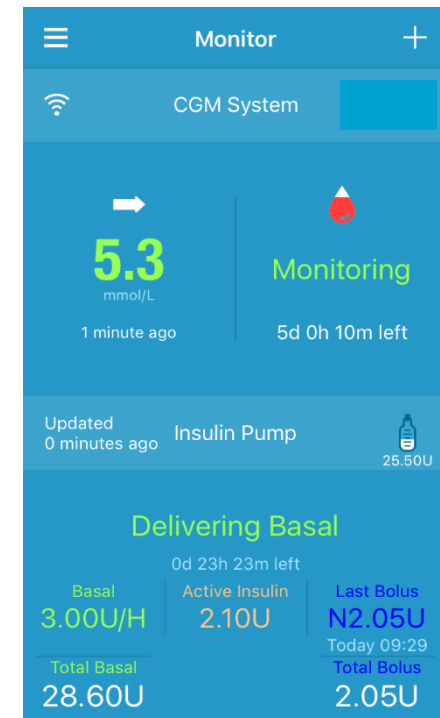 Monitor
CGM System
5.3
mmol/L
1 minute ago
Monitoring
5d 0h 10m left
Updated
0 minutes ago
Insulin Pump
25.50U
Delivering Basal
0d 23h 23m left
Basal
3.00U/H
Active Insulin
2.10U
Last Bolus
N2.05U
Today 09:29
Total Basal
28.60U
Total Bolus
2.05U